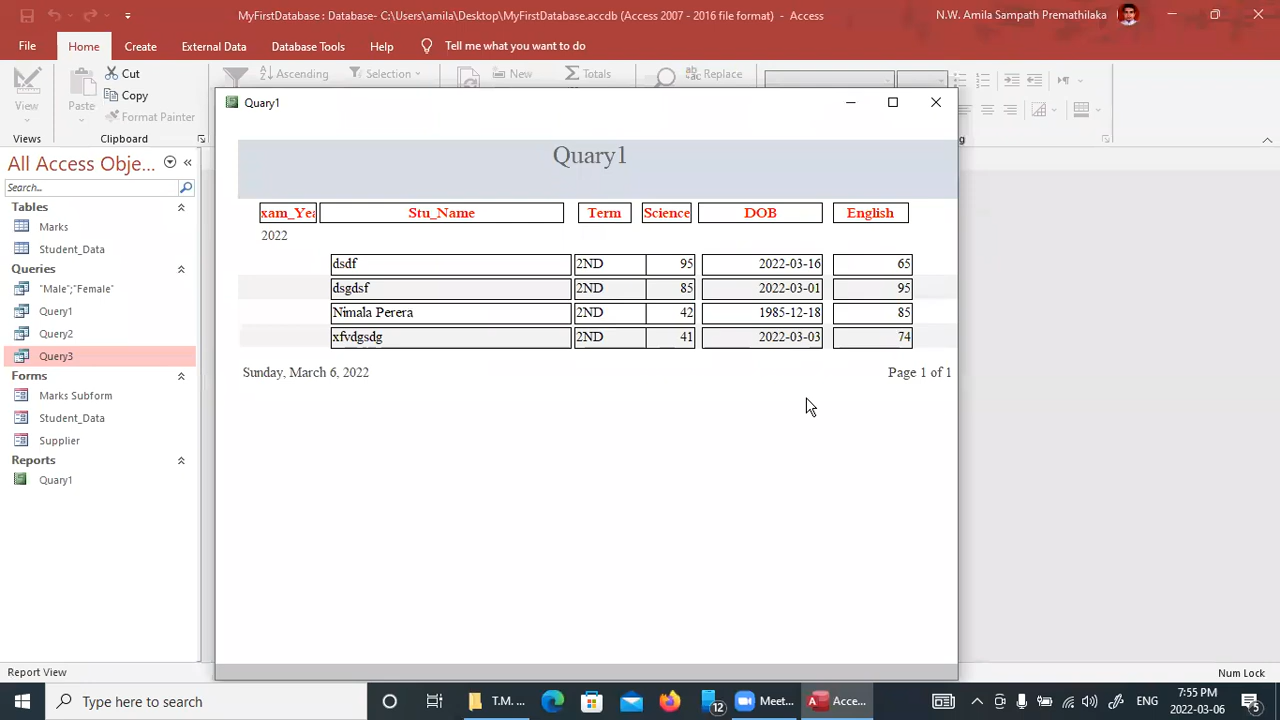 MyFirstDatabase : Database- C:\Users\amila\Desktop\MyFirstDatabase.accdb (Access 2007 - 2016 file format) - Access
N.W. Amila Sampath Premathilaka
File Home Create External Data Database Tools Help Tell me what you want to do
View
Views
Paste
Cut
Copy
Format Painter
Clipboard
Ascending
Selection
New
Totals
Replace
All Access Obje...
Search...
Tables
Marks
Student_Data
Queries
"Male";"Female"
Query1
Query2
Query3
Forms
Marks Subform
Student_Data
Supplier
Reports
Quary1
Quary1
Quary1
xam_Yea Stu_Name Term Science DOB English
2022
dsdf 2ND 95 2022-03-16 65
dsgdsf 2ND 85 2022-03-01 95
Nimala Perera 2ND 42 1985-12-18 85
xfvdgsdg 2ND 41 2022-03-03 74
Sunday, March 6, 2022 Page 1 of 1
Report View
Num Lock
Type here to search
T.M. ...
12
Meet...
Acce...
ENG
7:55 PM
2022-03-06
5